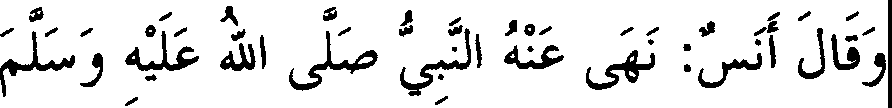 وَقَالَ أَنَسٌ: نَهَى عَنْهُ النَّبِيُّ صَلَّى اللهُ عَلَيْهِ وَسَلَّمَ